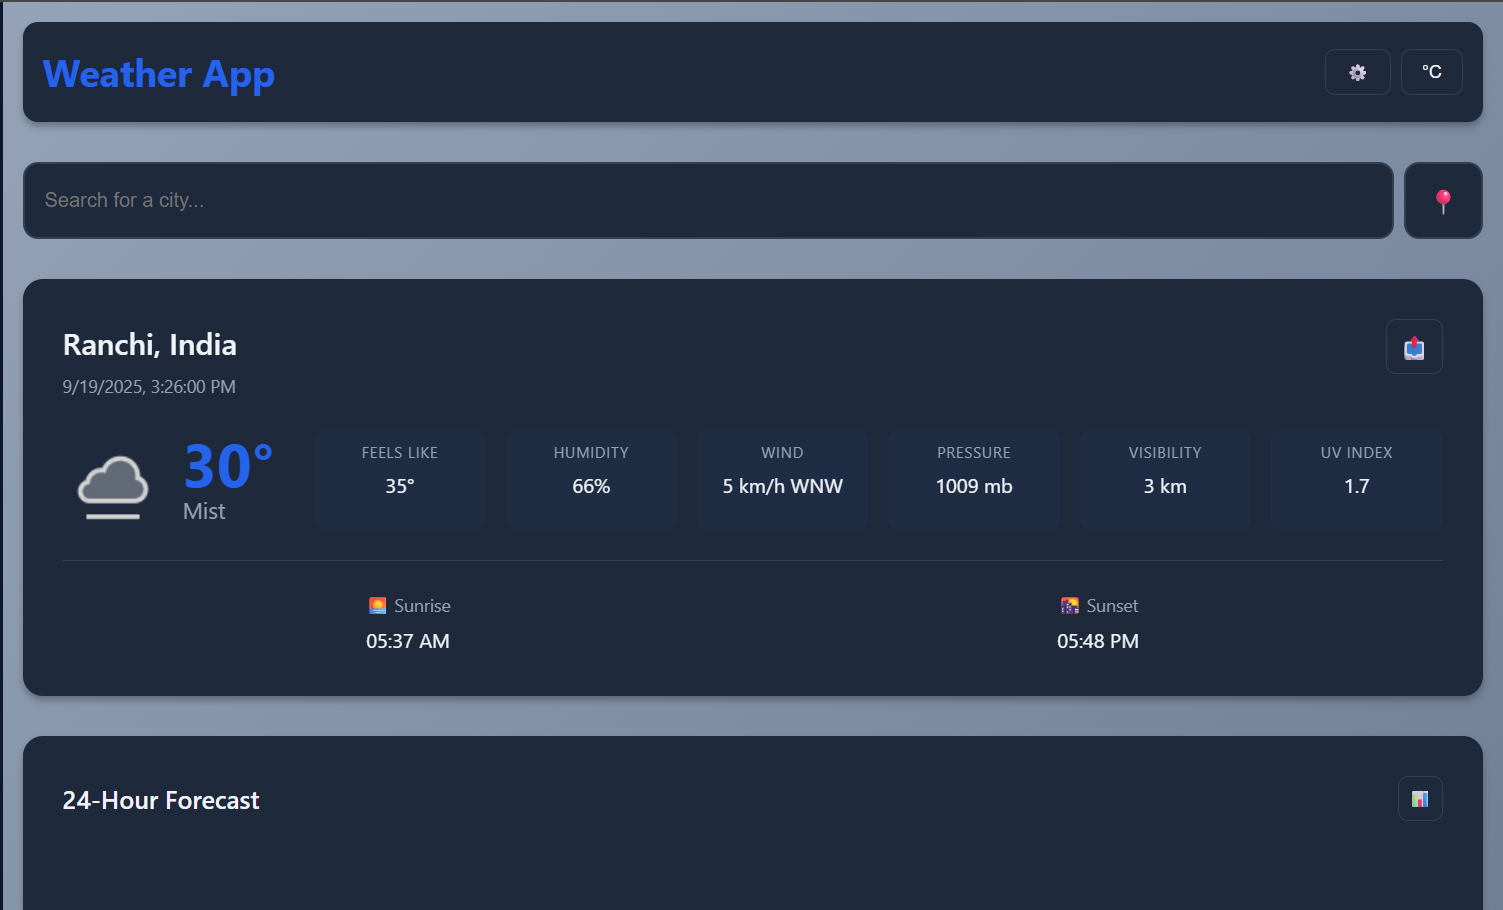 Weather App
°C
Search for a city...
Ranchi, India
9/19/2025, 3:26:00 PM
30°
Mist
FEELS LIKE
35°
HUMIDITY
66%
WIND
5 km/h WNW
PRESSURE
1009 mb
VISIBILITY
3 km
UV INDEX
1.7
Sunrise
05:37 AM
Sunset
05:48 PM
24-Hour Forecast